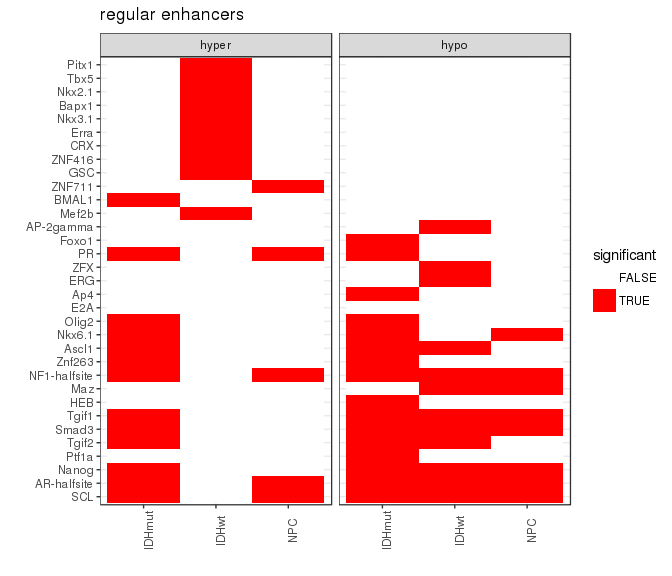 regular enhancers
hyper
hypo
Pitx1
Tbx5
Nkx2.1
Bapx1
Nkx3.1
Erra
CRX
ZNF416
GSC
ZNF711
BMAL1
Mef2b
AP-2gamma
Foxo1
PR
ZFX
ERG
Ap4
E2A
Olig2
Nkx6.1
Ascl1
Znf263
NF1-halfsite
Maz
HEB
Tgif1
Smad3
Tgif2
Ptf1a
Nanog
AR-halfsite
SCL
IDHmut
IDHwt
NPC
IDHmut
IDHwt
NPC
significant
FALSE
TRUE